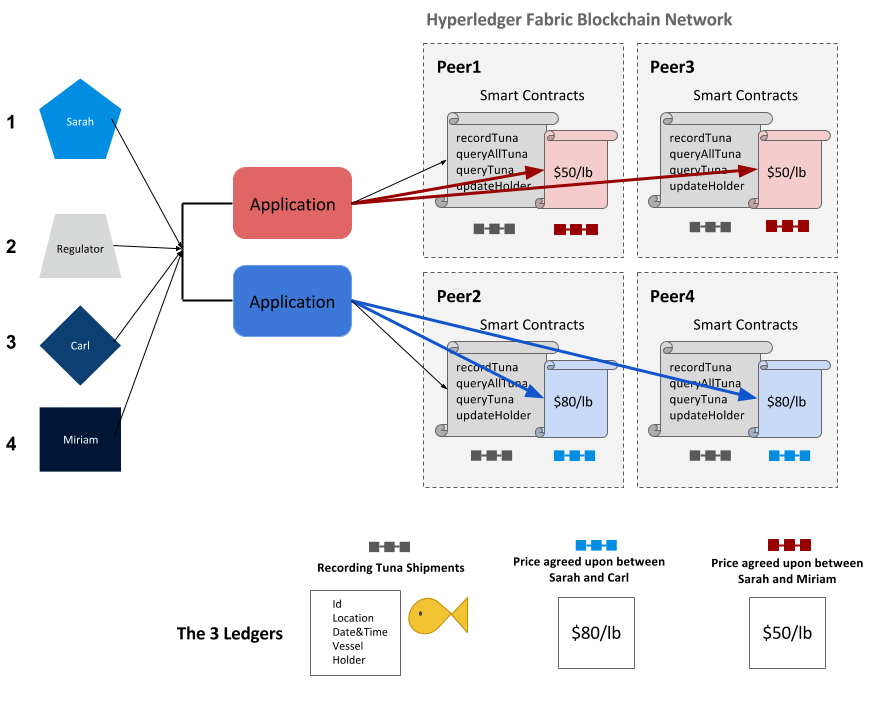 Hyperledger Fabric Blockchain Network
1
Sarah
2
Regulator
3
Carl
4
Miriam
Application
Application
Peer1
Smart Contracts
recordTuna
queryAllTuna
queryTuna
updateHolder
$50/lb
Peer3
Smart Contracts
recordTuna
queryAllTuna
queryTuna
updateHolder
$50/lb
Peer2
Smart Contracts
recordTuna
queryAllTuna
queryTuna
updateHolder
$80/lb
Peer4
Smart Contracts
recordTuna
queryAllTuna
queryTuna
updateHolder
$80/lb
The 3 Ledgers
Recording Tuna Shipments
Id
Location
Date&Time
Vessel
Holder
Price agreed upon between
Sarah and Carl
$80/lb
Price agreed upon between
Sarah and Miriam
$50/lb